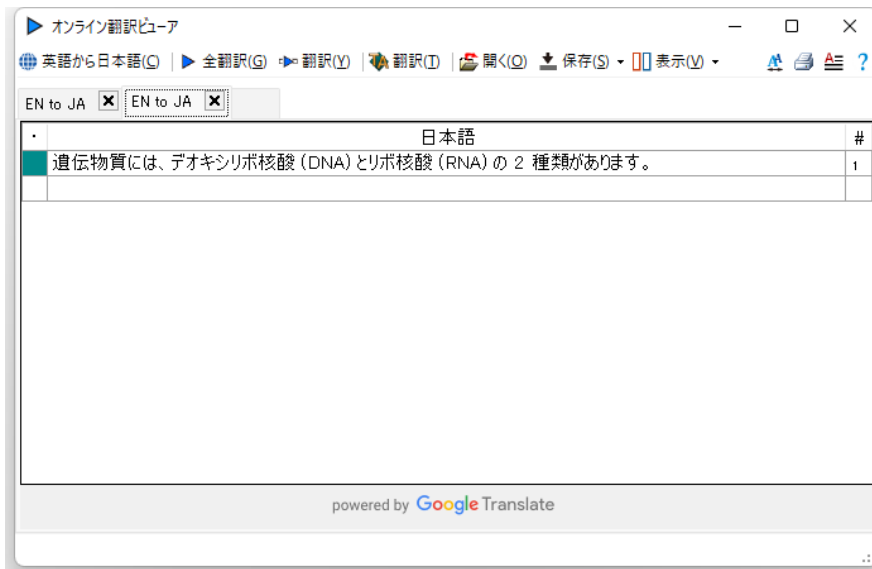 オンライン翻訳ビューア
英語から日本語(C) 全翻訳(G) 翻訳(Y) 翻訳(T) 開く(O) 保存(S) 表示(V) ?
EN to JA EN to JA
日本語 #
遺伝物質には、デオキシリボ核酸 (DNA) とリボ核酸 (RNA) の 2 種類があります。 1
powered by Google Translate